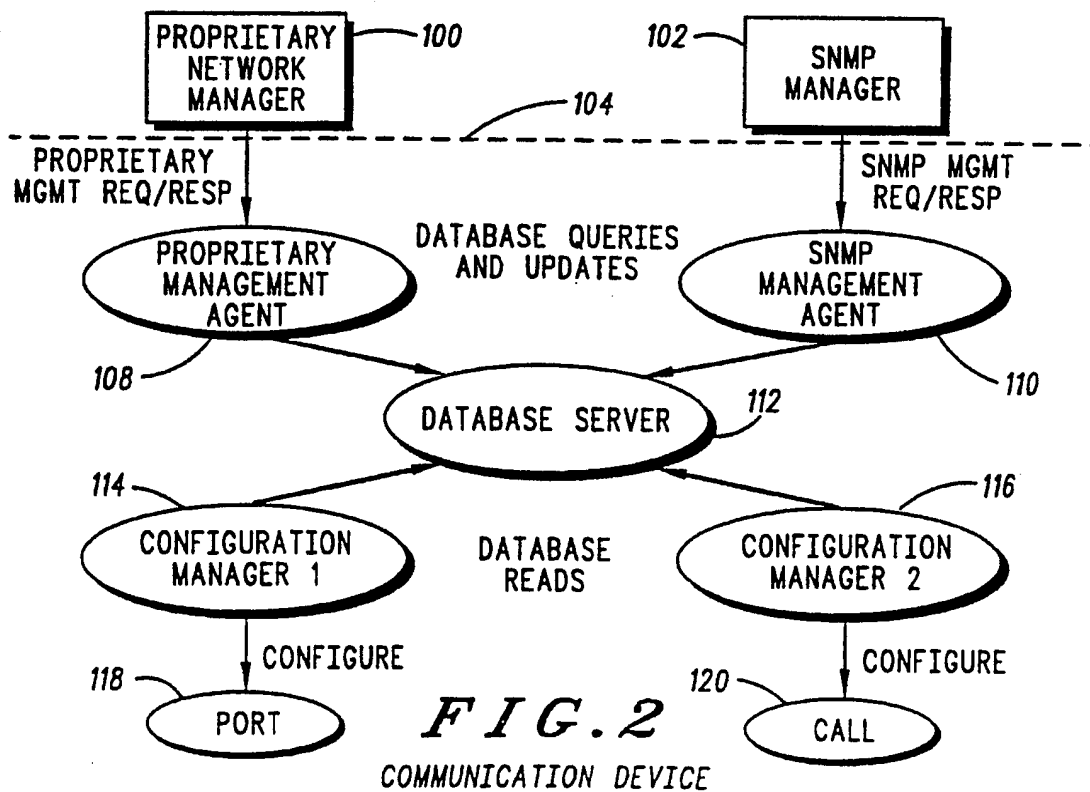 PROPRIETARY
NETWORK
MANAGER
100
102
SNMP
MANAGER
104
PROPRIETARY
MGMT REQ/RESP
SNMP MGMT
REQ/RESP
PROPRIETARY
MANAGEMENT
AGENT
108
DATABASE QUERIES
AND UPDATES
SNMP
MANAGEMENT
AGENT
110
DATABASE SERVER
112
114
CONFIGURATION
MANAGER 1
DATABASE
READS
116
CONFIGURATION
MANAGER 2
CONFIGURE
CONFIGURE
118
PORT
120
CALL
FIG.2
COMMUNICATION DEVICE